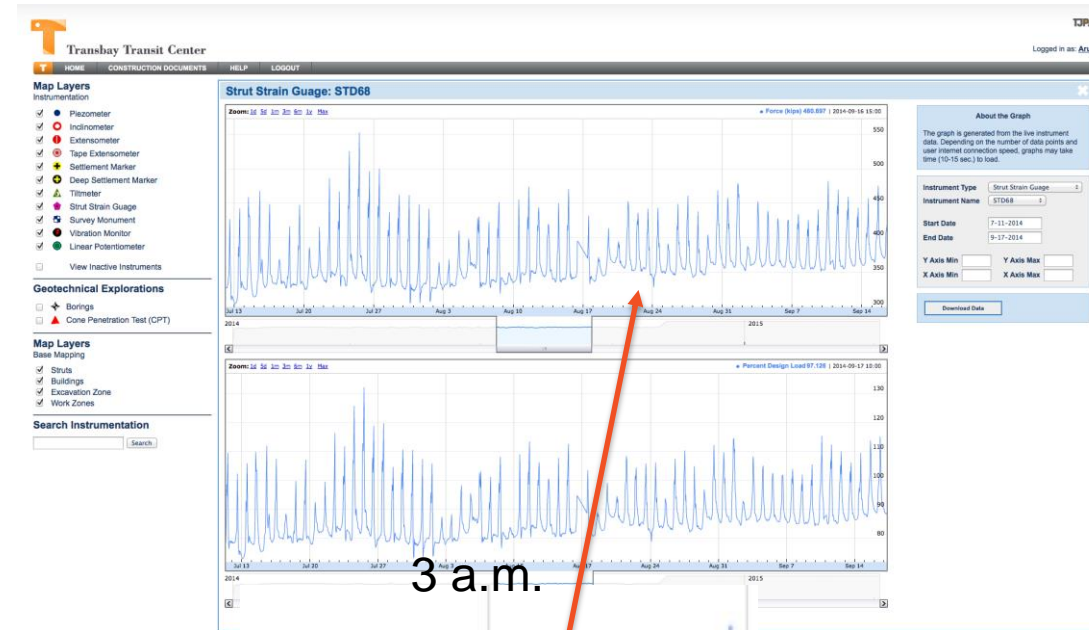 TJPA
Transbay Transit Center
Logged in as: Aru
T HOME CONSTRUCTION DOCUMENTS HELP LOGOUT
Map Layers
Instrumentation
Piezometer
Inclinometer
Extensometer
Tape Extensometer
Settlement Marker
Deep Settlement Marker
Tiltmeter
Strut Strain Guage
Survey Monument
Vibration Monitor
Linear Potentiometer
View Inactive Instruments
Geotechnical Explorations
Borings
Cone Penetration Test (CPT)
Map Layers
Base Mapping
Struts
Buildings
Excavation Zone
Work Zones
Search Instrumentation
Search
Strut Strain Guage: STD68
Zoom: 1d 5d 1m 3m 6m 1y Max Force (kips) 480.897 | 2014-09-16 15:00
550
500
450
400
350
300
Jul 13 Jul 20 Jul 27 Aug 3 Aug 10 Aug 17 Aug 24 Aug 31 Sep 7 Sep 14
2014 2015
Zoom: 1d 5d 1m 3m 6m 1y Max Percent Design Load 97.126 | 2014-09-17 10:00
130
120
110
100
90
80
Jul 13 Jul 20 Jul 27 Aug 3 Aug 10 Aug 17 Aug 24 Aug 31 Sep 7 Sep 14
2014 2015
3 a.m.
About the Graph
The graph is generated from the live instrument
data. Depending on the number of data points and
user internet connection speed, graphs may take
time (10-15 sec.) to load.
Instrument Type Strut Strain Guage
Instrument Name STD68
Start Date 7-11-2014
End Date 9-17-2014
Y Axis Min Y Axis Max
X Axis Min X Axis Max
Download Data